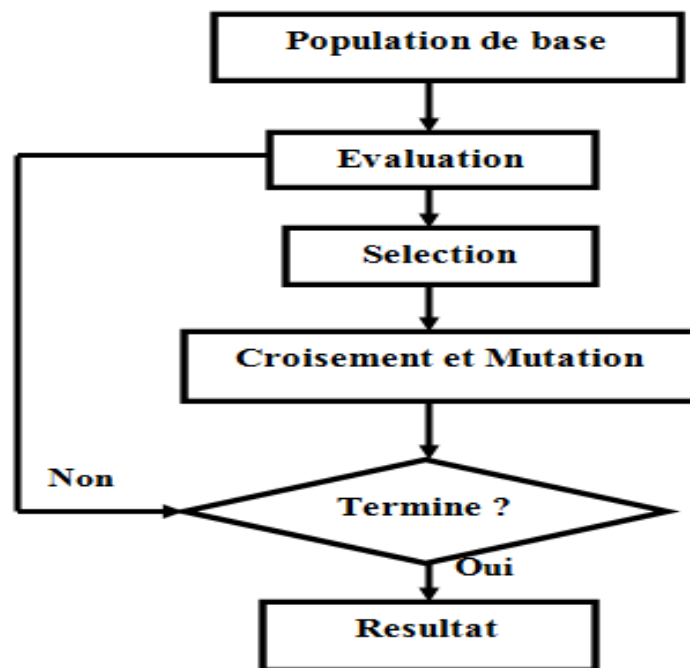 Population de base
Evaluation
Selection
Croisement et Mutation
Non
Termine ?
Oui
Resultat